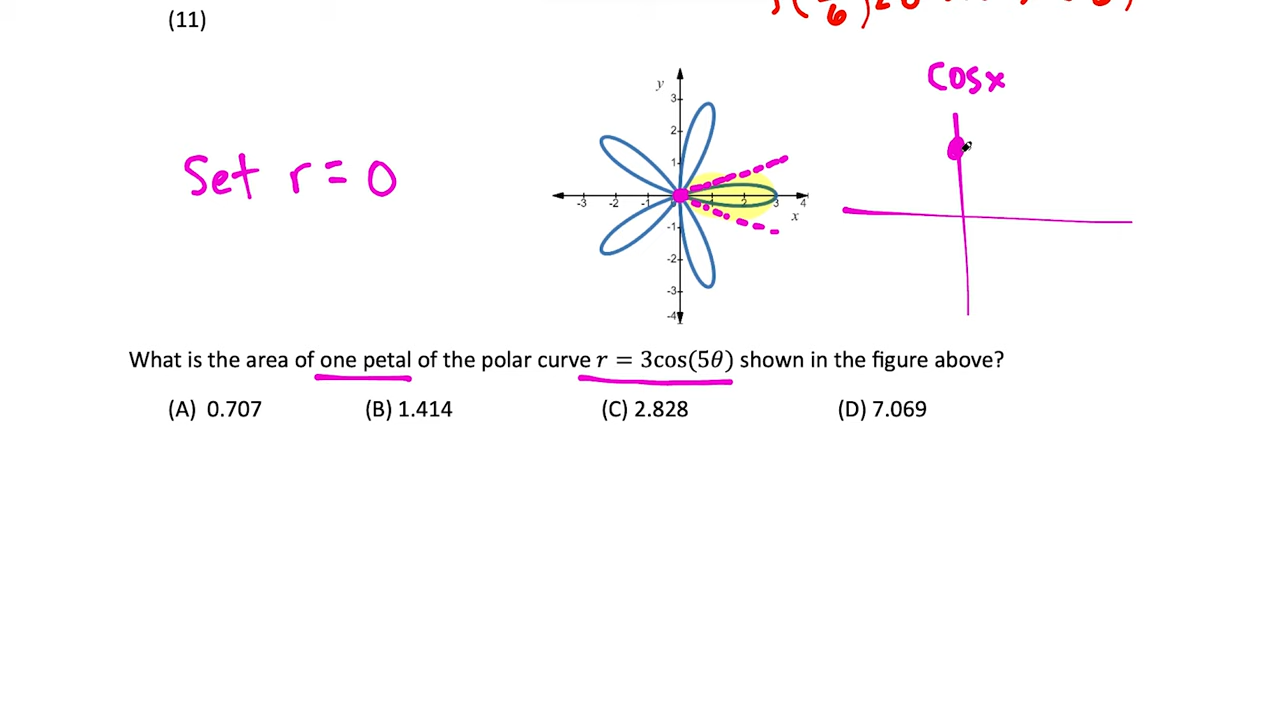 (11)
cos x
Set r = 0
y
3
2
1
-3 -2 -1 1 2 3 4
x
-1
-2
-3
-4
What is the area of one petal of the polar curve r = 3cos(5θ) shown in the figure above?
(A) 0.707 (B) 1.414 (C) 2.828 (D) 7.069